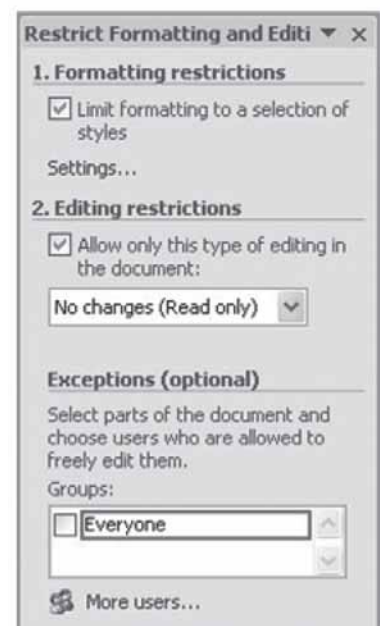 Restrict Formatting and Editi
1. Formatting restrictions
Limit formatting to a selection of
styles
Settings...
2. Editing restrictions
Allow only this type of editing in
the document:
No changes (Read only)
Exceptions (optional)
Select parts of the document and
choose users who are allowed to
freely edit them.
Groups:
Everyone
More users...